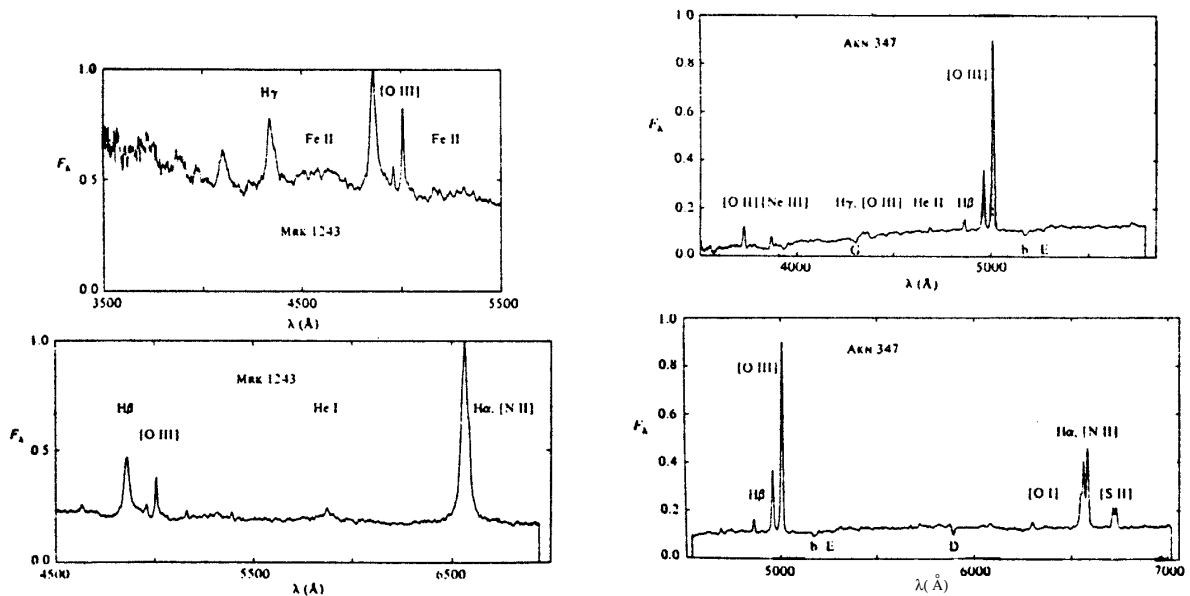 1.0
Hγ
[O III]
Fe II
Fe II
F_λ
0.5
MRK 1243
0.0
3500
4500
5500
λ (Å)
1.0
MRK 1243
Hβ
He I
Hα, [N II]
[O III]
F_λ
0.5
0.0
4500
5500
6500
λ (Å)
1.0
AKN 347
0.8
[O III]
0.6
F_λ
0.4
[O II] [Ne III]
Hγ, [O III]
He II
Hβ
0.2
G
b
E
0.0
4000
5000
λ (Å)
1.0
AKN 347
0.8
[O III]
0.6
F_λ
Hα, [N II]
0.4
Hβ
[O I]
[S II]
0.2
b
E
D
0.0
5000
6000
7000
λ (Å)